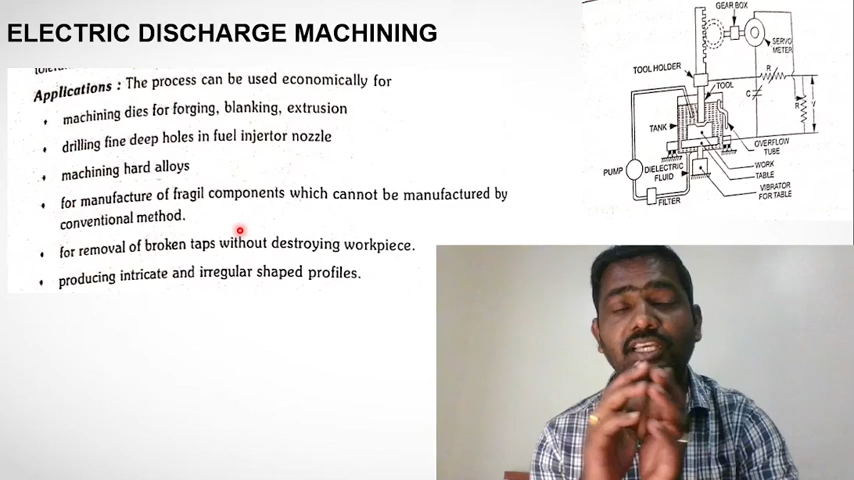 ELECTRIC DISCHARGE MACHINING
Applications : The process can be used economically for
• machining dies for forging, blanking, extrusion
• drilling fine deep holes in fuel injertor nozzle
• machining hard alloys
• for manufacture of fragil components which cannot be manufactured by
conventional method.
• for removal of broken taps without destroying workpiece.
• producing intricate and irregular shaped profiles.
GEAR BOX
SERVO
METER
TOOL HOLDER
R
TOOL
C
R
V
TANK
OVERFLOW
TUBE
PUMP
DIELECTRIC
FLUID
WORK
TABLE
VIBRATOR
FOR TABLE
FILTER